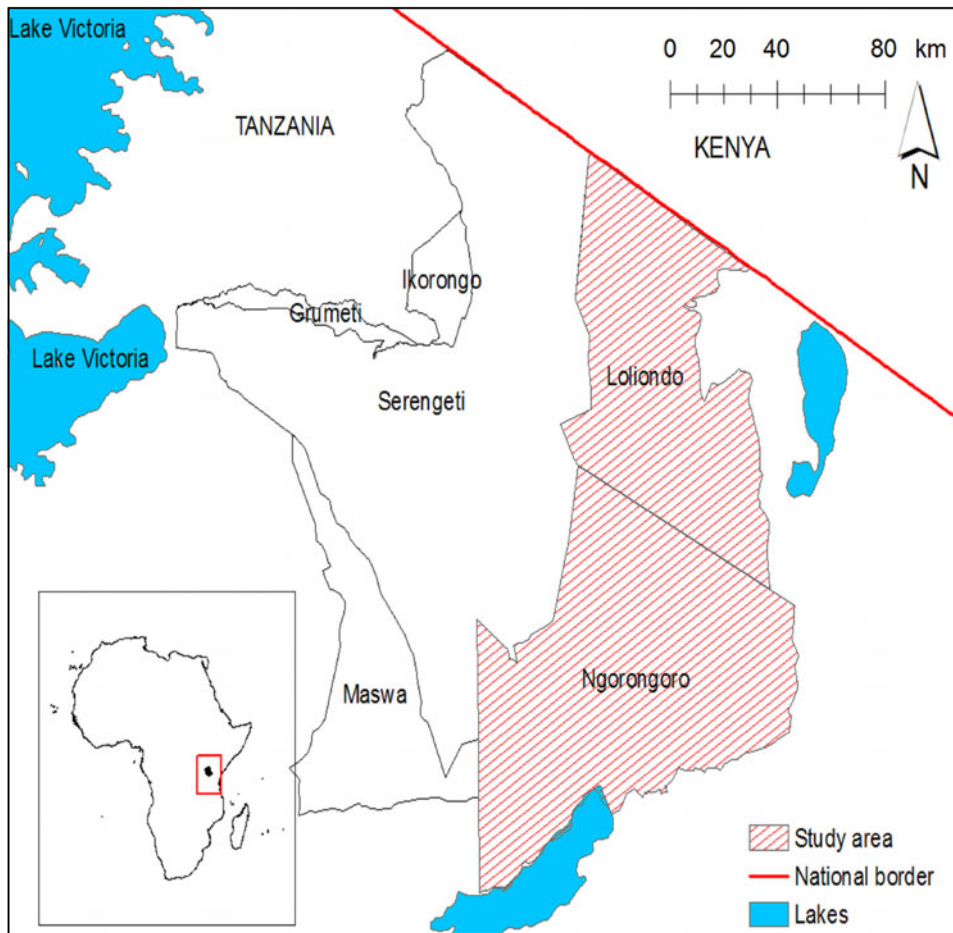 Lake Victoria
0 20 40 80 km
TANZANIA
KENYA
N
Ikorongo
Grumeti
Lake Victoria
Loliondo
Serengeti
Ngorongoro
Maswa
Study area
National border
Lakes